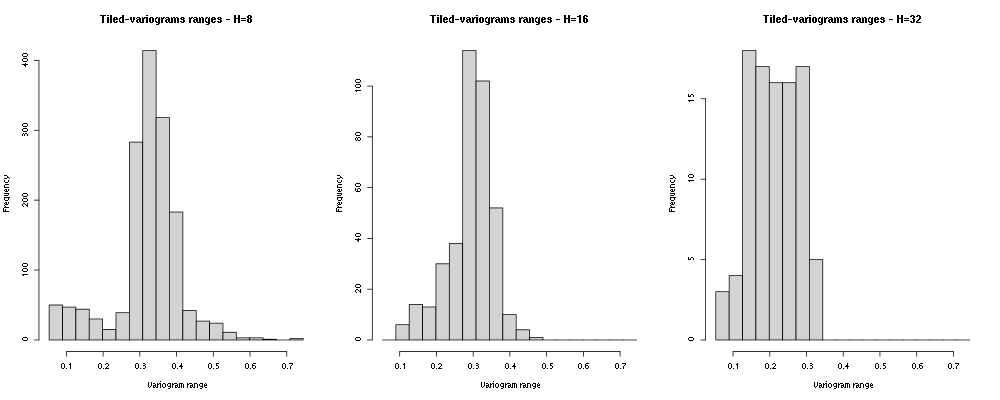 Tiled-variograms ranges - H=8
Frequency
400
300
200
100
0
0.1 0.2 0.3 0.4 0.5 0.6 0.7
Variogram range
Tiled-variograms ranges - H=16
Frequency
100
80
60
40
20
0
0.1 0.2 0.3 0.4 0.5 0.6 0.7
Variogram range
Tiled-variograms ranges - H=32
Frequency
15
10
5
0
0.1 0.2 0.3 0.4 0.5 0.6 0.7
Variogram range